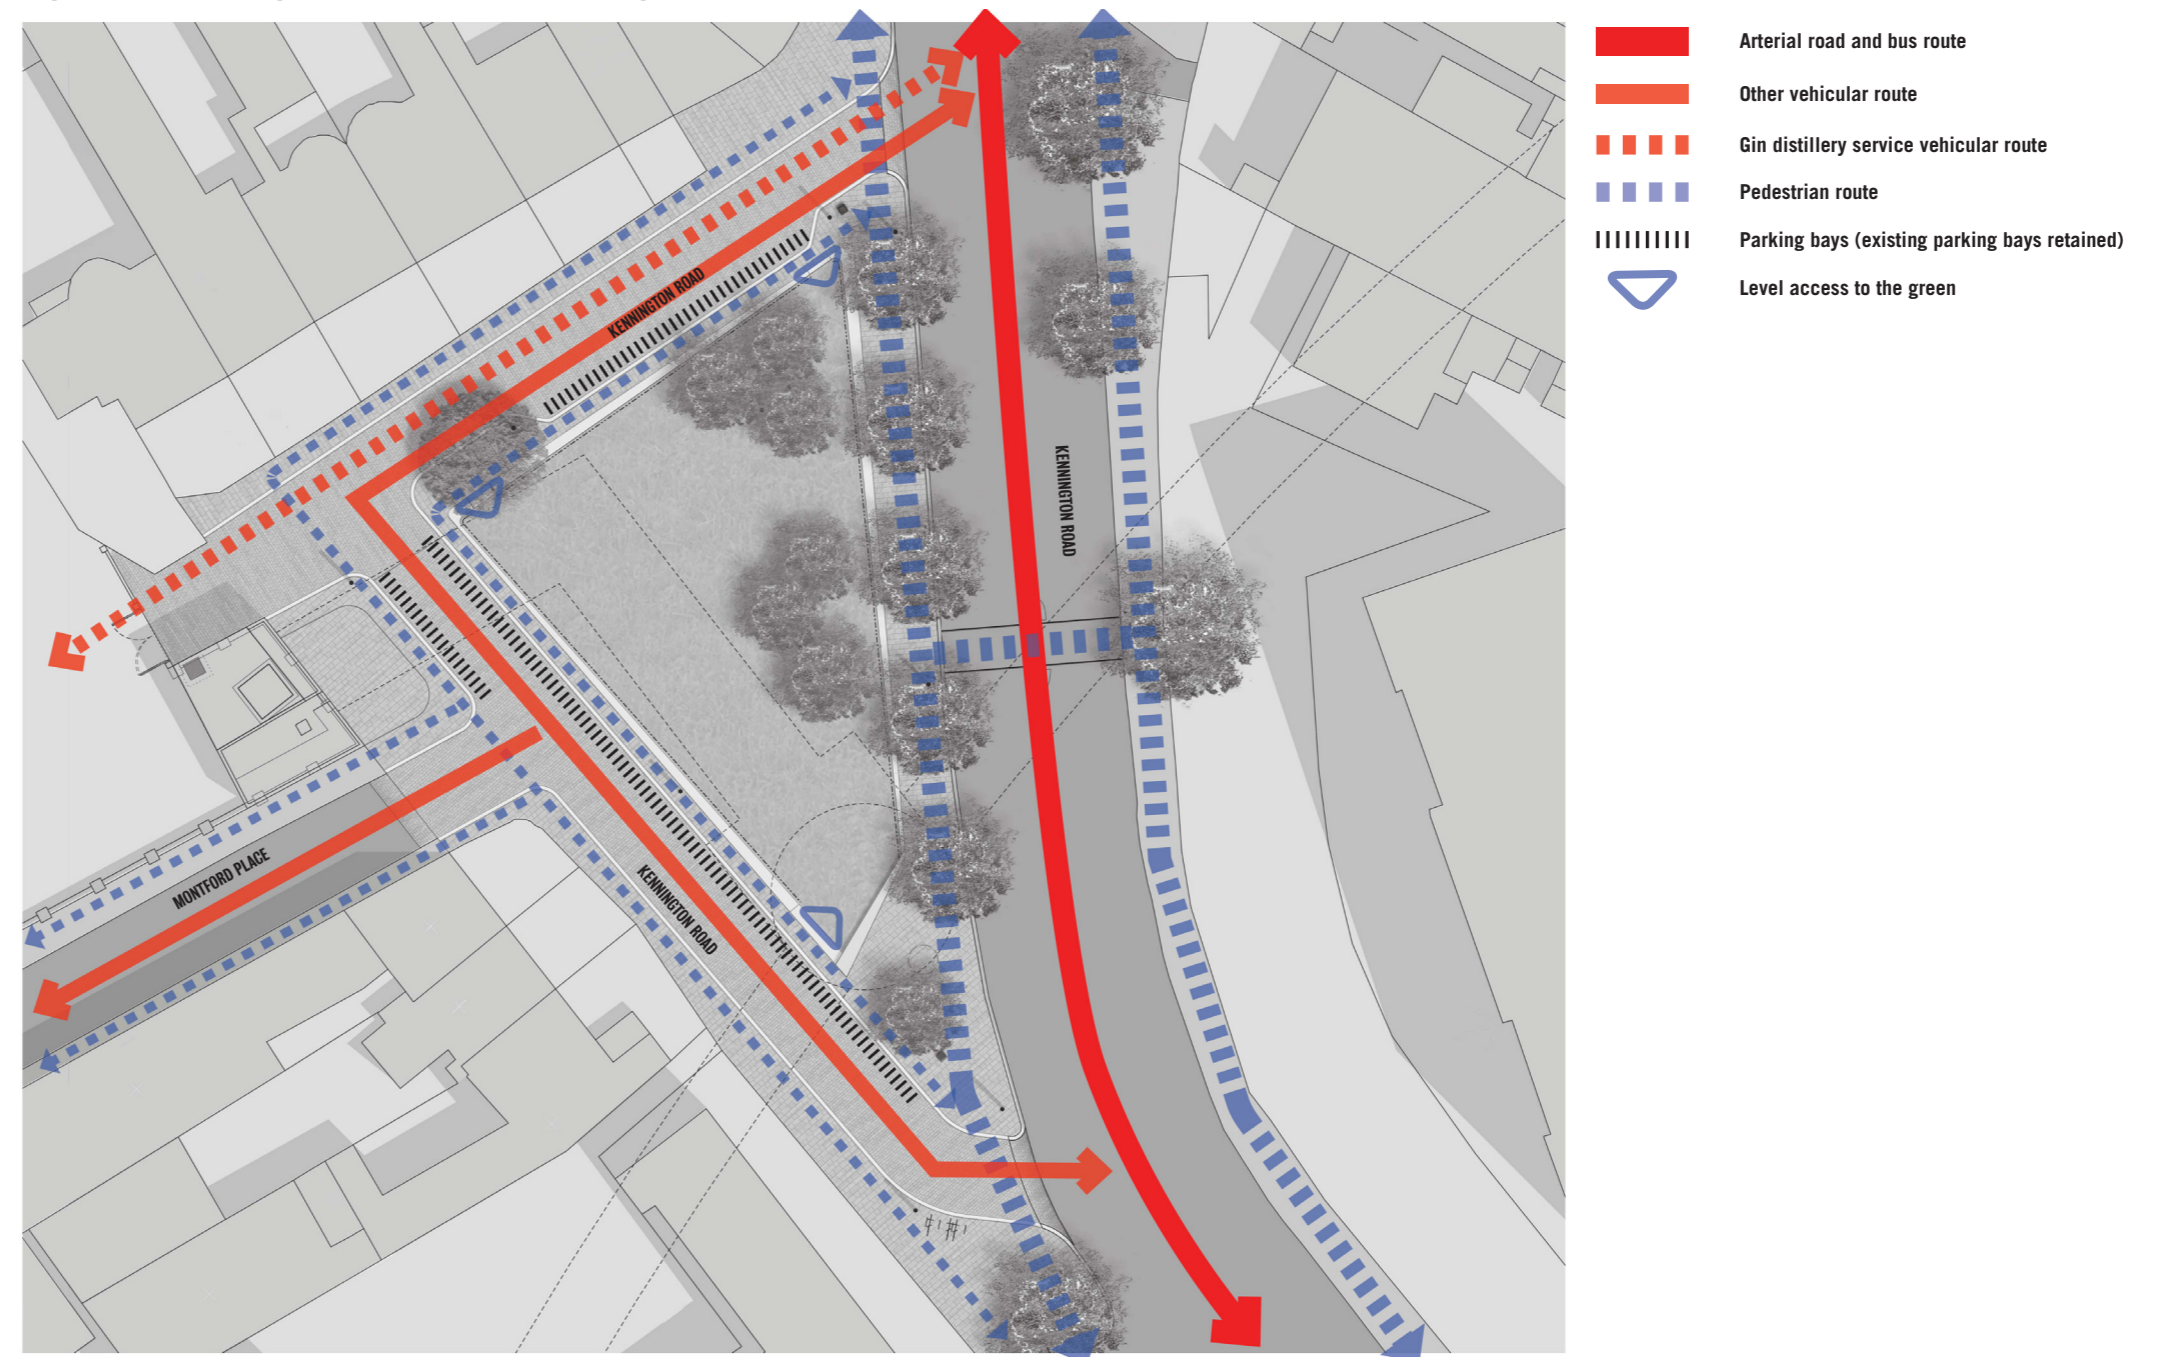 Arterial road and bus route
Other vehicular route
Gin distillery service vehicular route
Pedestrian route
Parking bays (existing parking bays retained)
Level access to the green
KENNINGTON ROAD
KENNINGTON ROAD
MONTFORD PLACE
KENNINGTON ROAD